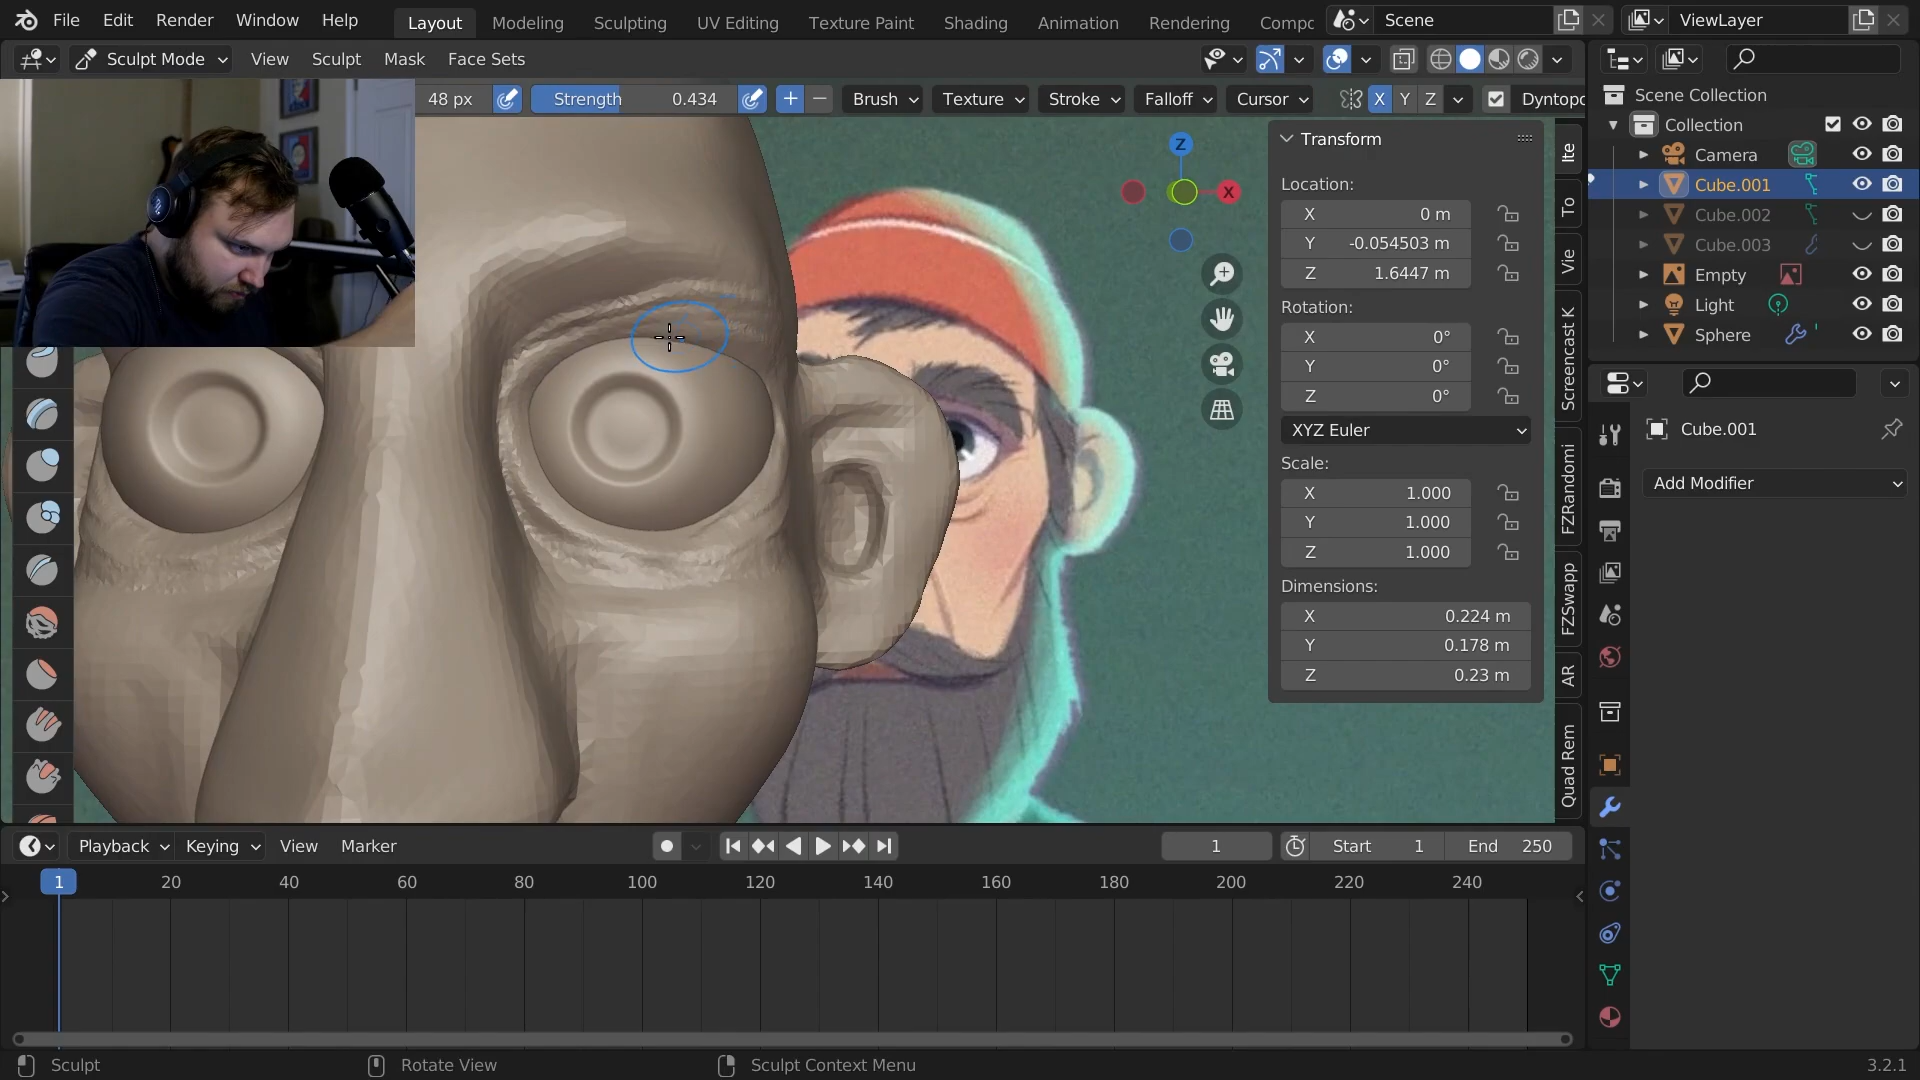 File Edit Render Window Help Layout Modeling Sculpting UV Editing Texture Paint Shading Animation Rendering Compc Scene ViewLayer
Sculpt Mode View Sculpt Mask Face Sets
48 px Strength 0.434 Brush Texture Stroke Falloff Cursor X Y Z Dyntopo
Scene Collection
Collection
Camera
Cube.001
Cube.002
Cube.003
Empty
Light
Sphere
Z
X
Transform
Location:
X 0 m
Y -0.054503 m
Z 1.6447 m
Rotation:
X 0°
Y 0°
Z 0°
XYZ Euler
Scale:
X 1.000
Y 1.000
Z 1.000
Dimensions:
X 0.224 m
Y 0.178 m
Z 0.23 m
Ite
To
Vie
Screencast K
FZRandomi
FZSwapp
AR
Quad Rem
Cube.001
Add Modifier
Playback Keying View Marker 1 Start 1 End 250
1 20 40 60 80 100 120 140 160 180 200 220 240
Sculpt Rotate View Sculpt Context Menu 3.2.1